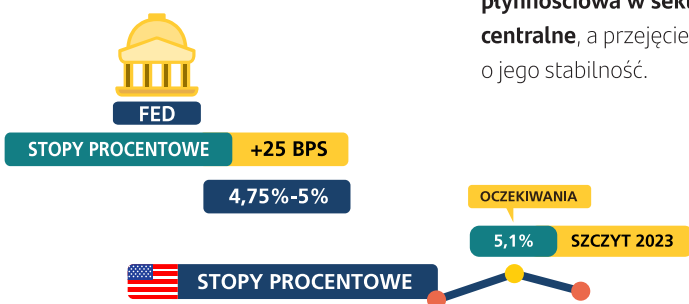 płynnościowa w sek
centralne, a przejęcie
o jego stabilność.
FED
STOPY PROCENTOWE +25 BPS
4,75%-5%
OCZEKIWANIA
5,1% SZCZYT 2023
STOPY PROCENTOWE